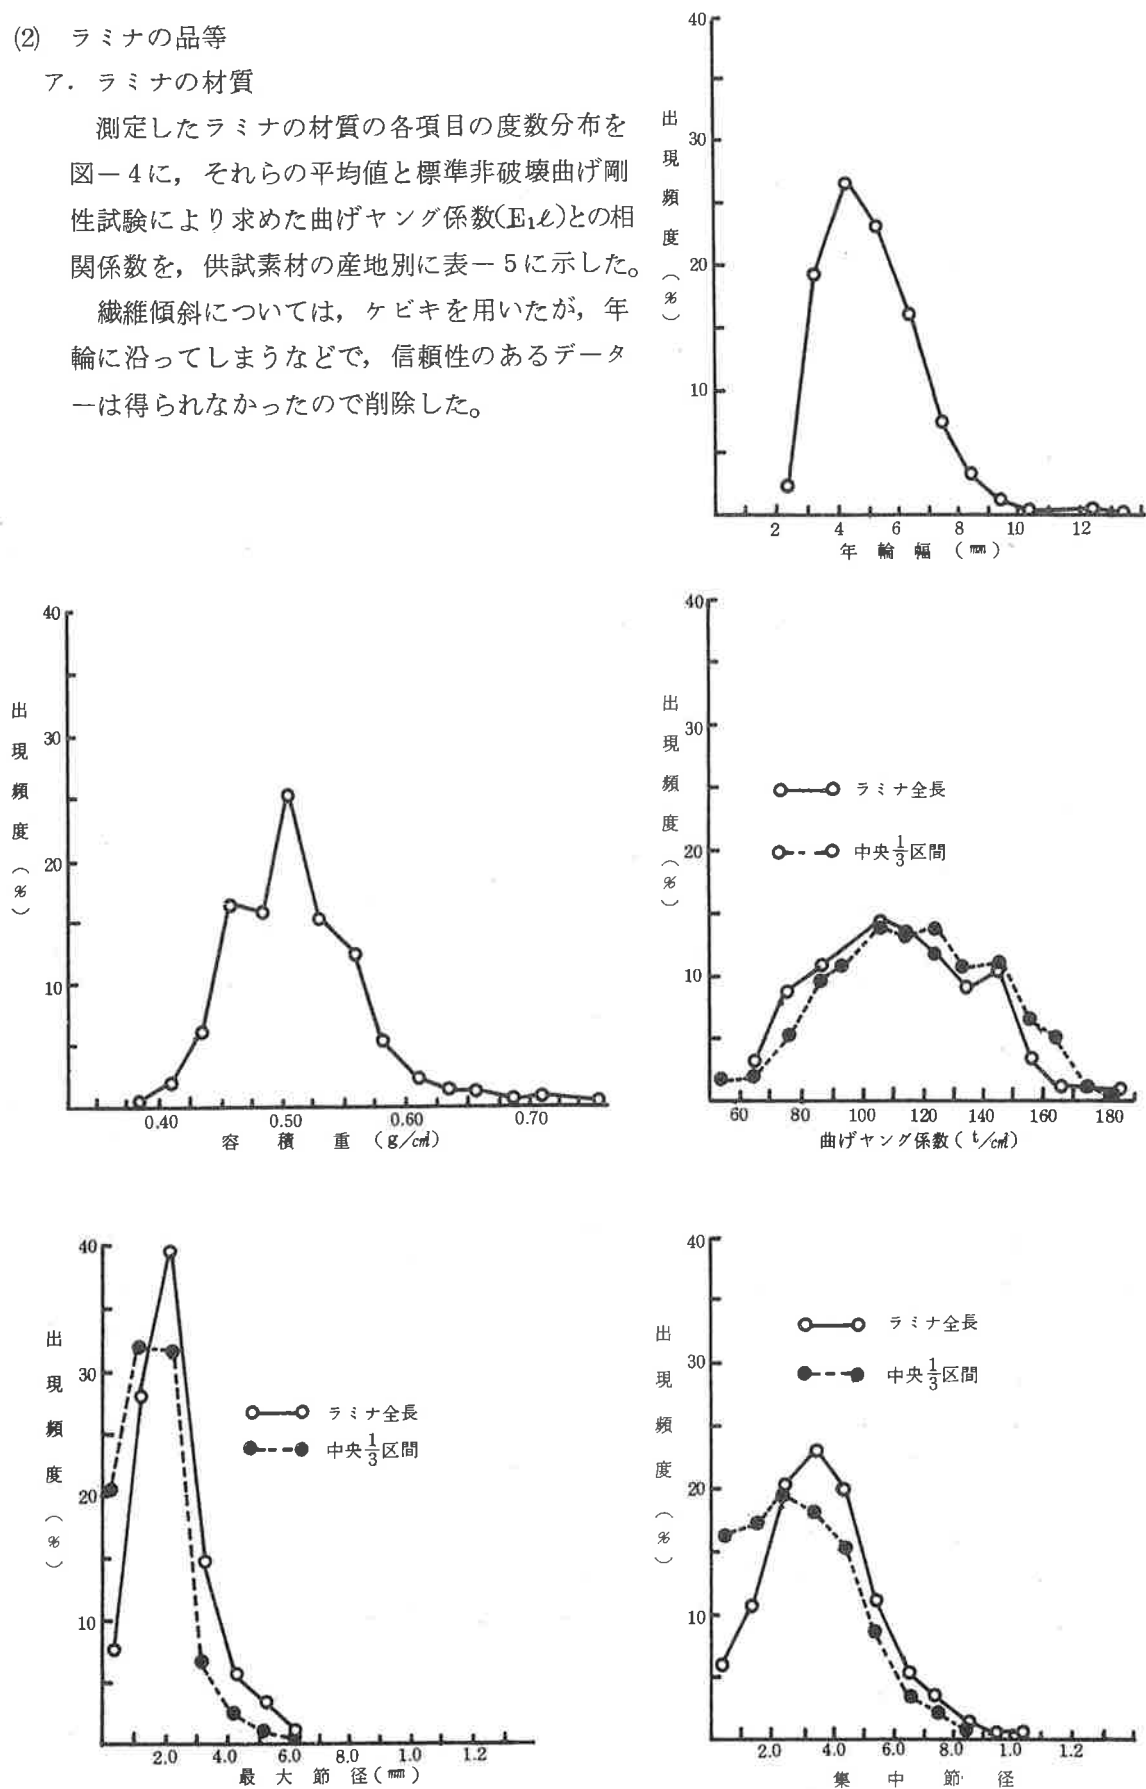 (2) ラミナの品等
ア. ラミナの材質
測定したラミナの材質の各項目の度数分布を
図－4に，それらの平均値と標準非破壊曲げ剛
性試験により求めた曲げヤング係数(E₁ℓ)との相
関係数を，供試素材の産地別に表－5に示した。
繊維傾斜については，ケビキを用いたが，年
輪に沿ってしまうなどで，信頼性のあるデータ
ーは得られなかったので削除した。
出現頻度(%)
40
30
20
10
2 4 6 8 10 12
年輪幅(mm)
出現頻度(%)
40
30
20
10
0.40 0.50 0.60 0.70
容積重(g/cm³)
出現頻度(%)
40
30
20
10
ラミナ全長
中央1/3区間
60 80 100 120 140 160 180
曲げヤング係数(t/cm²)
出現頻度(%)
40
30
20
10
ラミナ全長
中央1/3区間
2.0 4.0 6.0 8.0 1.0 1.2
最大節径(mm)
出現頻度(%)
40
30
20
10
ラミナ全長
中央1/3区間
2.0 4.0 6.0 8.0 1.0 1.2
集中節径